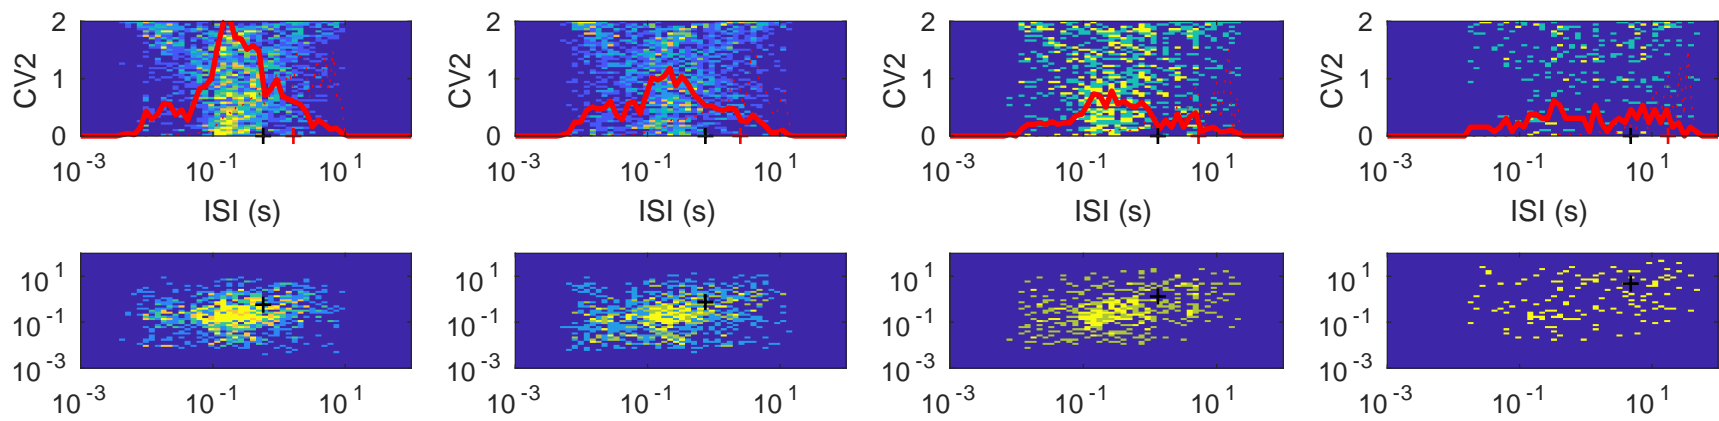 2 2 2 2
CV2 1 CV2 1 CV2 1 CV2 1
0 0 0 0
10^-3 10^-1 10^1 10^-3 10^-1 10^1 10^-3 10^-1 10^1 10^-3 10^-1 10^1
ISI (s) ISI (s) ISI (s) ISI (s)
10^1 10^1 10^1 10^1
10^-1 10^-1 10^-1 10^-1
10^-3 10^-3 10^-3 10^-3
10^-3 10^-1 10^1 10^-3 10^-1 10^1 10^-3 10^-1 10^1 10^-3 10^-1 10^1